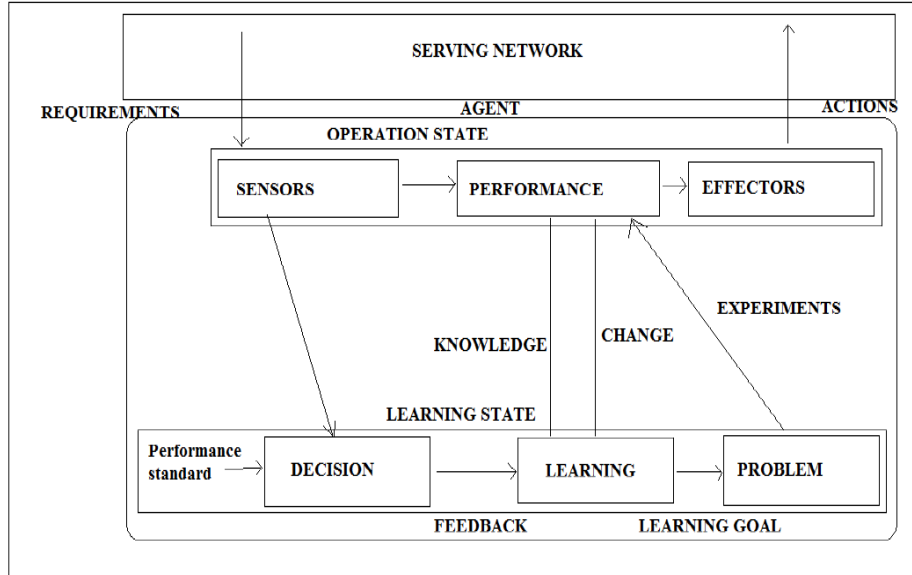 SERVING NETWORK
REQUIREMENTS
AGENT
ACTIONS
OPERATION STATE
SENSORS
PERFORMANCE
EFFECTORS
EXPERIMENTS
KNOWLEDGE
CHANGE
LEARNING STATE
Performance
standard
DECISION
LEARNING
PROBLEM
FEEDBACK
LEARNING GOAL